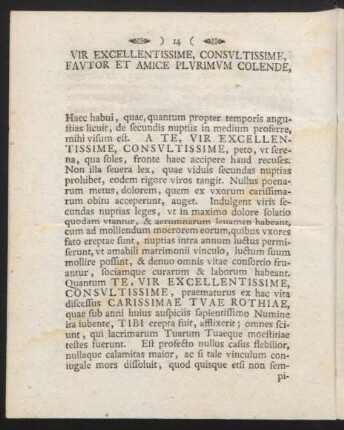 ) 14 (
VIR EXCELLENTISSIME, CONSVLTISSIME,
FAVTOR ET AMICE PLVRIMVM COLENDE,
Haec habui, quae, quantum propter temporis angu-
stias licuit, de secundis nuptiis in medium proferre,
mihi visum est. A TE, VIR EXCELLEN-
TISSIME, CONSVLTISSIME, peto, vt sere-
na, qua soles, fronte haec accipere haud recuses.
Non illa seuera lex, quae viduis secundas nuptias
prohibet, eodem rigore viros tangit. Nullus poena-
rum metus, dolorem, quem ex vxorum carissima-
rum obitu acceperunt, auget. Indulgent viris se-
cundas nuptias leges, vt in maximo dolore solatio
quodam vtantur, & aerumnarum leuamen habeant,
cum ad molliendum moerorem eorum, quibus vxores
fato ereptae sunt, nuptias intra annum luctus permi-
serunt, vt amabili matrimonii vinculo, luctum suum
mollire possint, & denuo omnis vitae consortio fru-
antur, sociamque curarum & laborum habeant.
Quantum TE, VIR EXCELLENTISSIME,
CONSVLTISSIME, praematurus ex hac vita
discessus CARISSIMAE TVAE ROTHIAE,
quae sub anni huius auspiciis sapientissimo Numine
ita iubente, TIBI erepta fuit, afflixerit; omnes sci-
unt, qui lacrimarum Tuarum Tuaeque moestitiae
testes fuerunt. Est profecto nullus casus flebilior,
nullaque calamitas maior, ac si tale vinculum con-
iugale mors dissoluit, quod quisque etsi non sem-
pi-